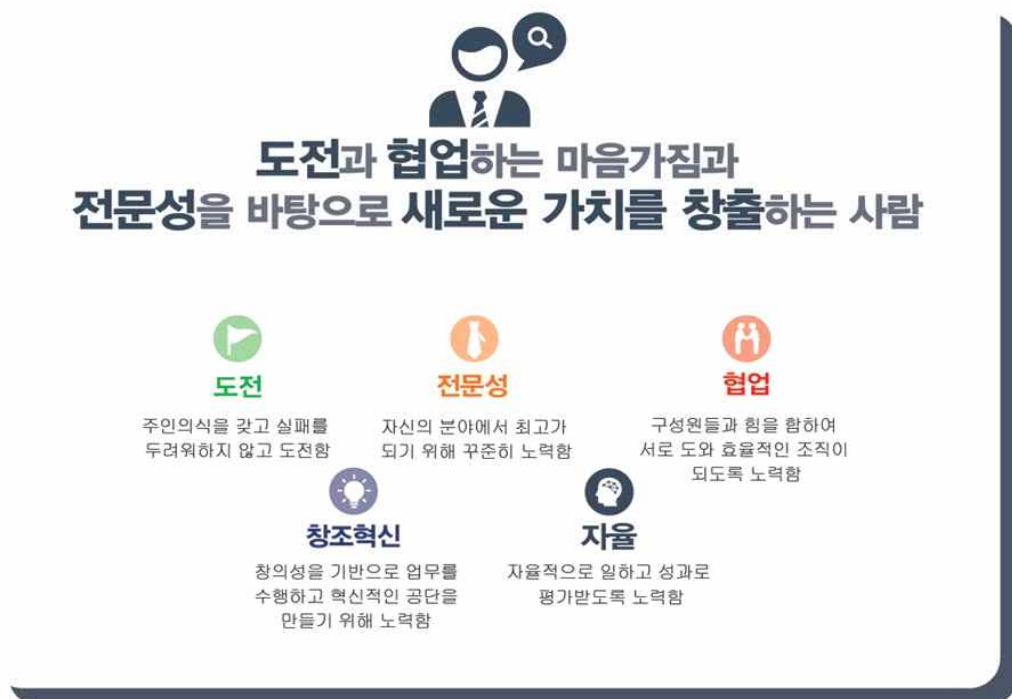 도전과 협업하는 마음가짐과
전문성을 바탕으로 새로운 가치를 창출하는 사람
도전
주인의식을 갖고 실패를
두려워하지 않고 도전함
전문성
자신의 분야에서 최고가
되기 위해 꾸준히 노력함
협업
구성원들과 힘을 합하여
서로 도와 효율적인 조직이
되도록 노력함
창조혁신
창의성을 기반으로 업무를
수행하고 혁신적인 공단을
만들기 위해 노력함
자율
자율적으로 일하고 성과로
평가받도록 노력함